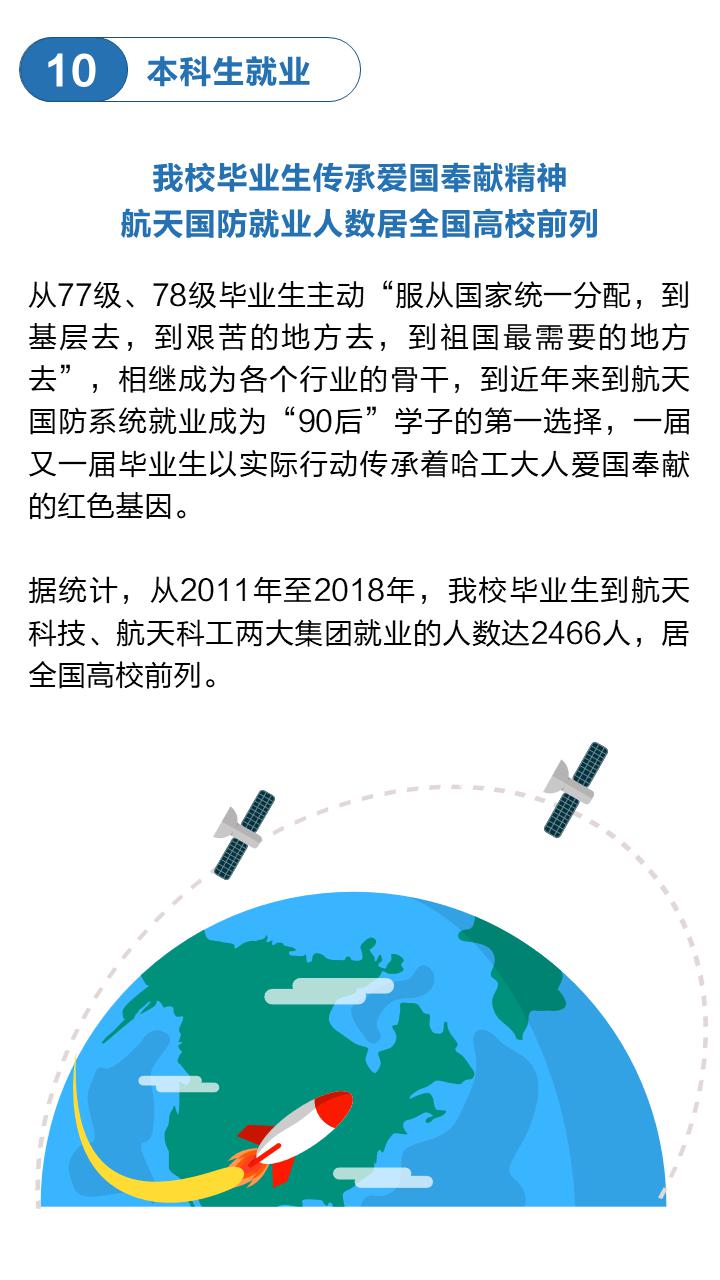 10 本科生就业
我校毕业生传承爱国奉献精神
航天国防就业人数居全国高校前列
从77级、78级毕业生主动“服从国家统一分配，到
基层去，到艰苦的地方去，到祖国最需要的地方
去”，相继成为各个行业的骨干，到近年来到航天
国防系统就业成为“90后”学子的第一选择，一届
又一届毕业生以实际行动传承着哈工大人爱国奉献
的红色基因。
据统计，从2011年至2018年，我校毕业生到航天
科技、航天科工两大集团就业的人数达2466人，居
全国高校前列。